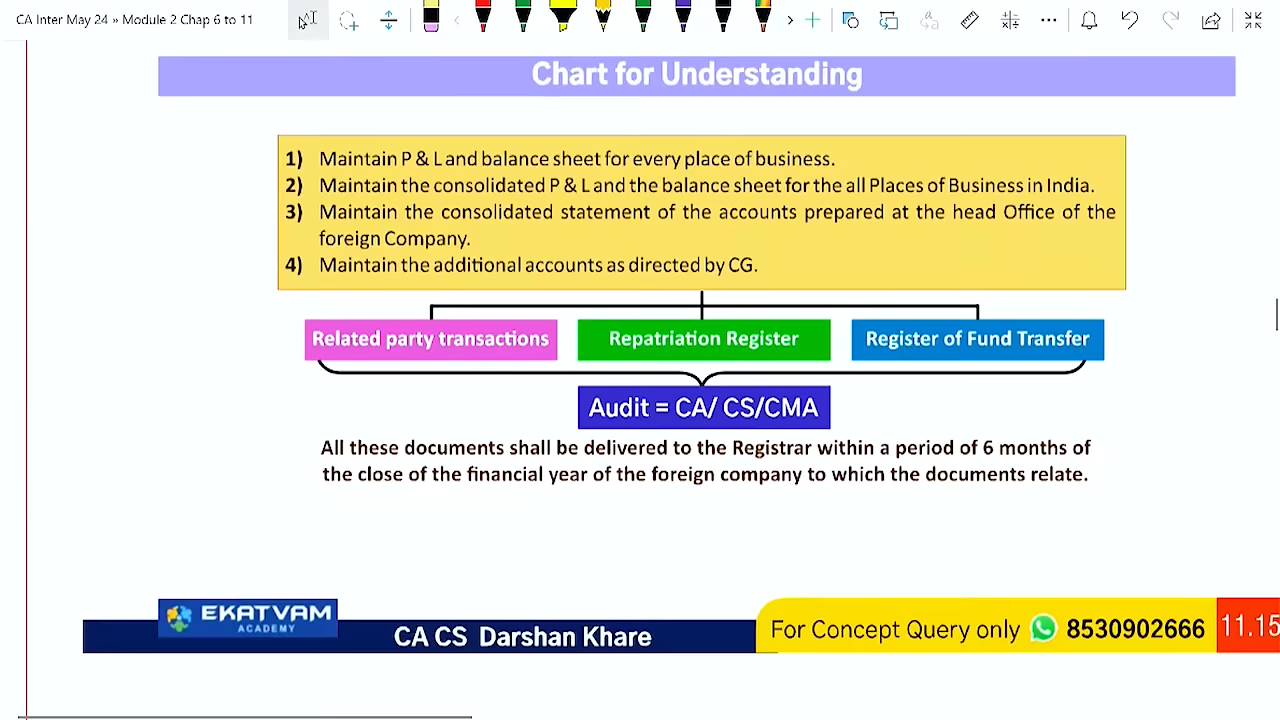 CA Inter May 24 » Module 2 Chap 6 to 11
Chart for Understanding
1) Maintain P & L and balance sheet for every place of business.
2) Maintain the consolidated P & L and the balance sheet for the all Places of Business in India.
3) Maintain the consolidated statement of the accounts prepared at the head Office of the
foreign Company.
4) Maintain the additional accounts as directed by CG.
Related party transactions
Repatriation Register
Register of Fund Transfer
Audit = CA/ CS/CMA
All these documents shall be delivered to the Registrar within a period of 6 months of
the close of the financial year of the foreign company to which the documents relate.
EKATVAM
ACADEMY
CA CS Darshan Khare
For Concept Query only 8530902666
11.15